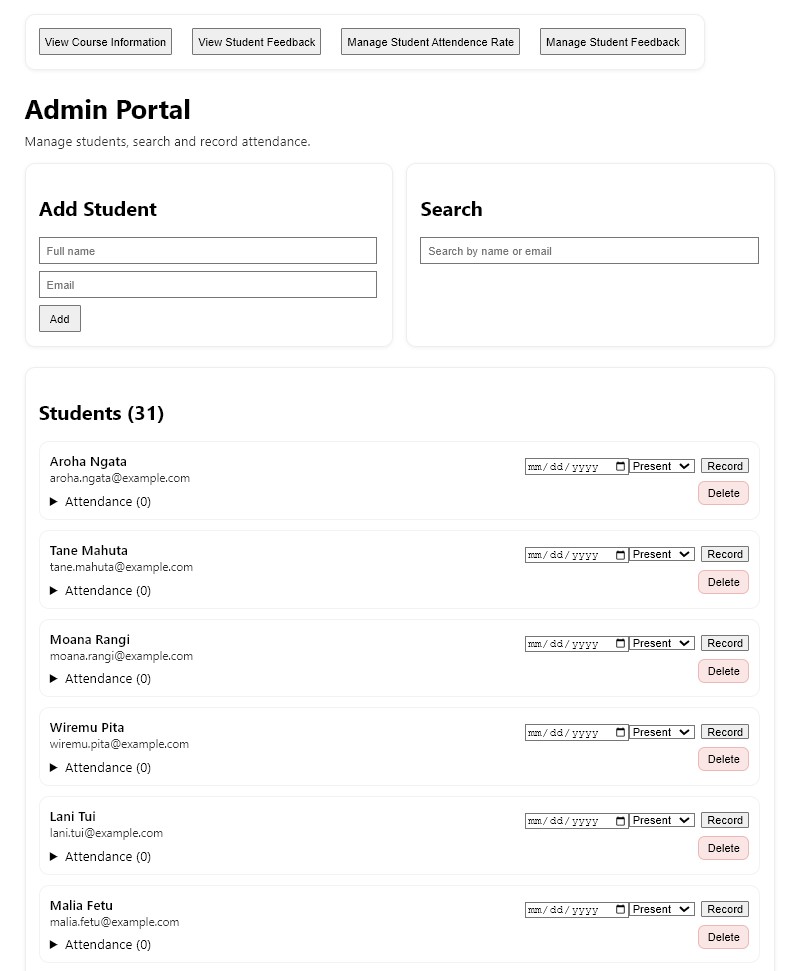 View Course Information View Student Feedback Manage Student Attendence Rate Manage Student Feedback
Admin Portal
Manage students, search and record attendance.
Add Student
Full name
Email
Add
Search
Search by name or email
Students (31)
Aroha Ngata
aroha.ngata@example.com
Attendance (0)
mm/dd/yyyy Present Record
Delete
Tane Mahuta
tane.mahuta@example.com
Attendance (0)
mm/dd/yyyy Present Record
Delete
Moana Rangi
moana.rangi@example.com
Attendance (0)
mm/dd/yyyy Present Record
Delete
Wiremu Pita
wiremu.pita@example.com
Attendance (0)
mm/dd/yyyy Present Record
Delete
Lani Tui
lani.tui@example.com
Attendance (0)
mm/dd/yyyy Present Record
Delete
Malia Fetu
malia.fetu@example.com
Attendance (0)
mm/dd/yyyy Present Record
Delete